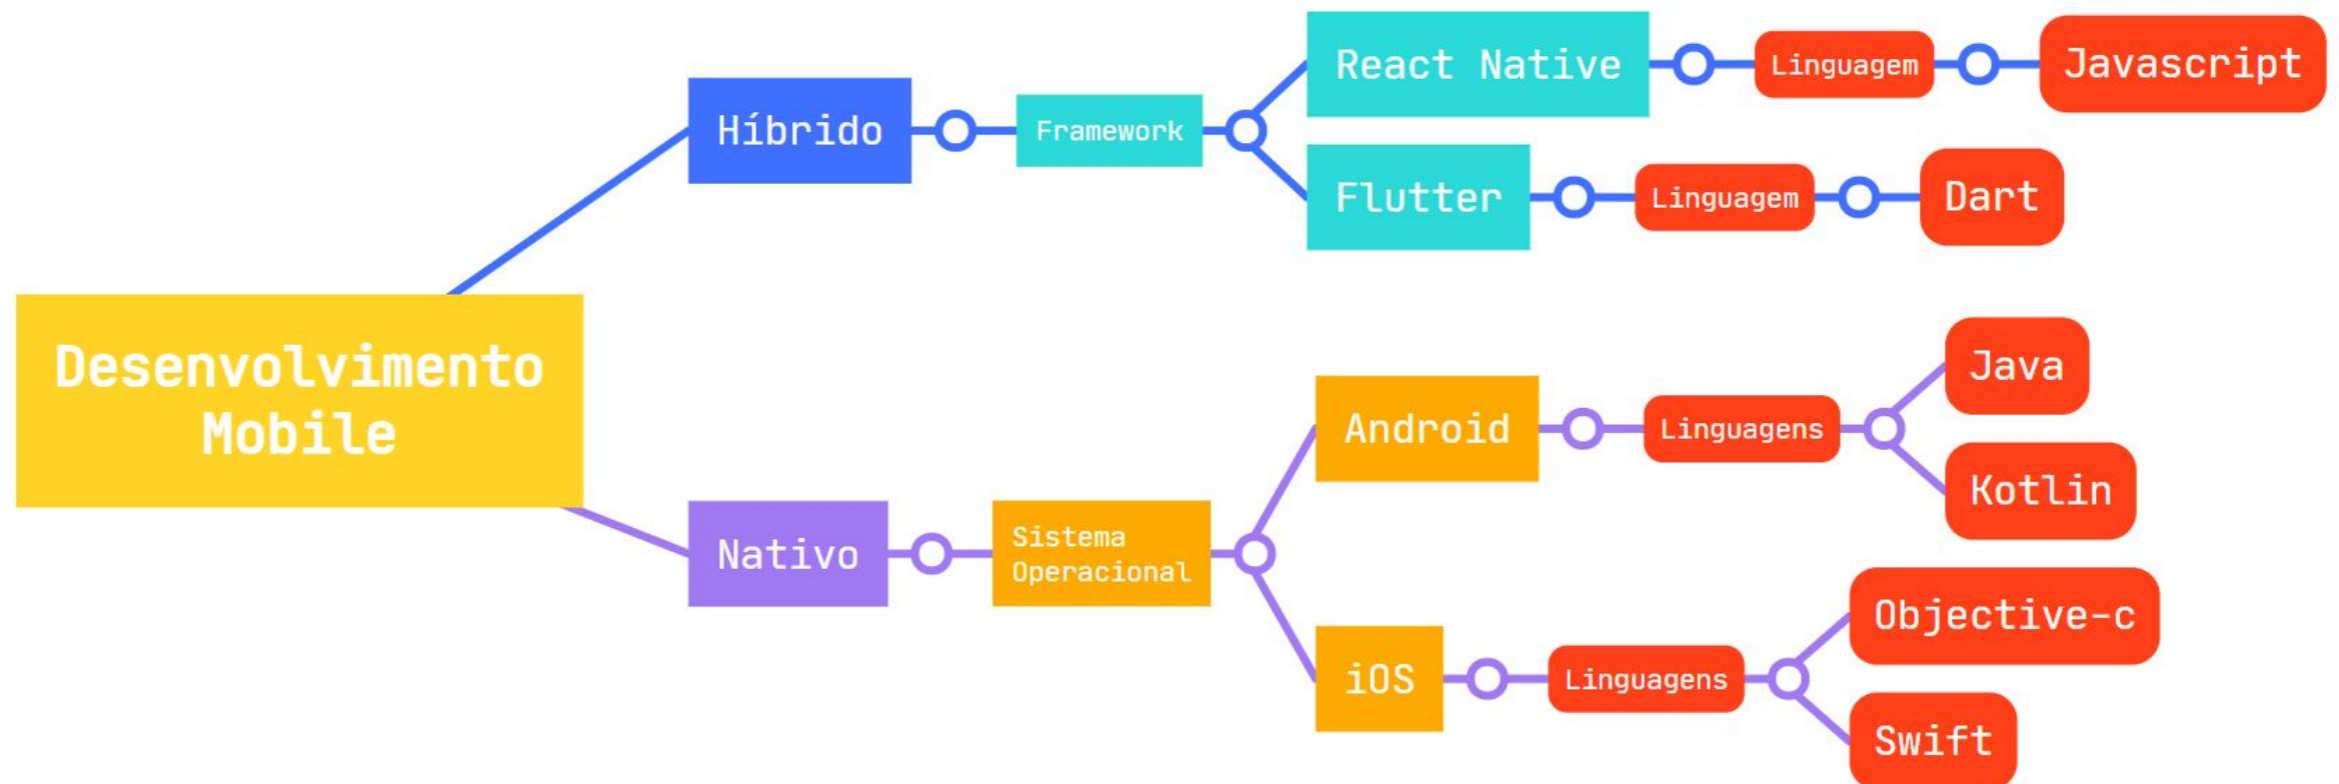 Desenvolvimento
Mobile
Híbrido
Framework
React Native
Linguagem
Javascript
Flutter
Linguagem
Dart
Nativo
Sistema
Operacional
Android
Linguagens
Java
Kotlin
iOS
Linguagens
Objective-c
Swift